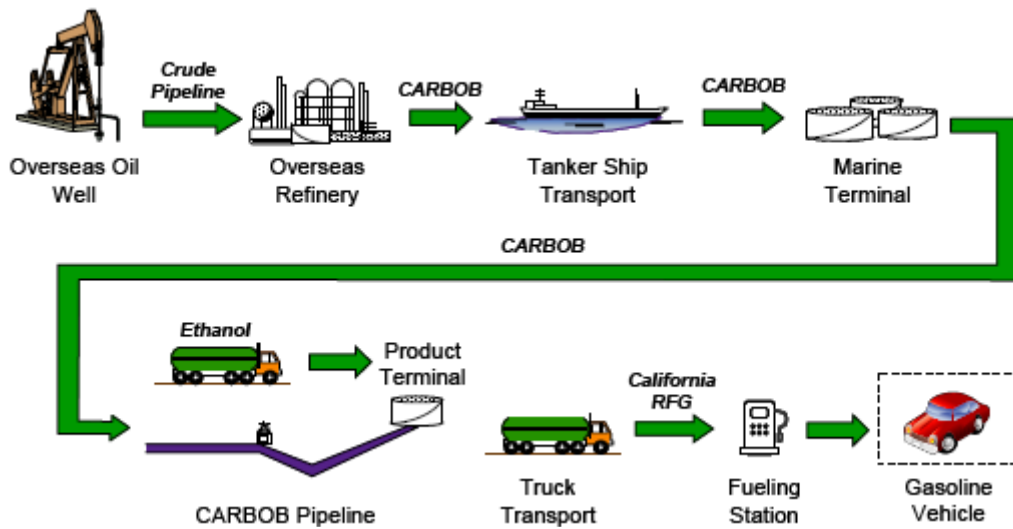 Crude
Pipeline
CARBOB
CARBOB
Overseas Oil
Well
Overseas
Refinery
Tanker Ship
Transport
Marine
Terminal
CARBOB
Ethanol
Product
Terminal
California
RFG
CARBOB Pipeline
Truck
Transport
Fueling
Station
Gasoline
Vehicle